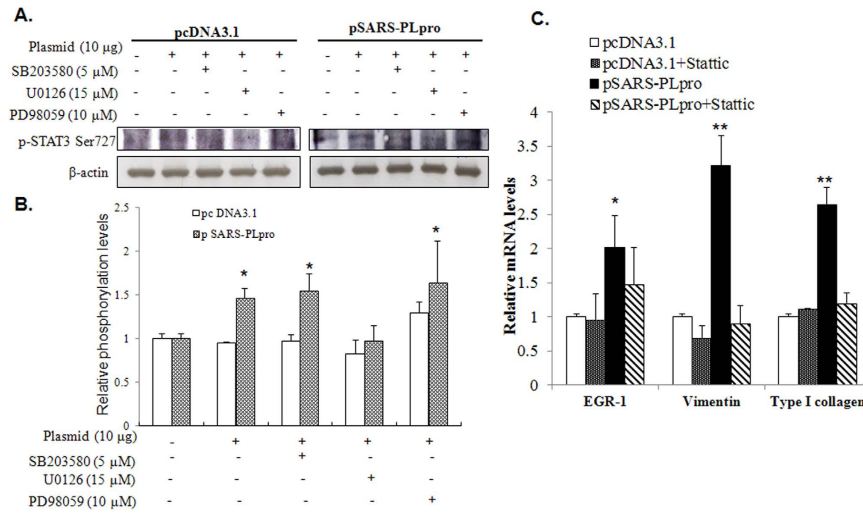 A.
pcDNA3.1
pSARS-PLpro
Plasmid (10 µg) - + + + + - + + + +
SB203580 (5 µM) - - + - - - - + - -
U0126 (15 µM) - - - + - - - - + -
PD98059 (10 µM) - - - - + - - - - +
p-STAT3 Ser727
β-actin
B.
Relative phosphorylation levels
2.5
2
1.5
1
0.5
0
pc DNA3.1
p SARS-PLpro
*
*
*
Plasmid (10 µg) - + + + +
SB203580 (5 µM) - - + - -
U0126 (15 µM) - - - + -
PD98059 (10 µM) - - - - +
C.
pcDNA3.1
pcDNA3.1+Stattic
pSARS-PLpro
pSARS-PLpro+Stattic
Relative mRNA levels
4
3.5
3
2.5
2
1.5
1
0.5
0
*
**
**
EGR-1
Vimentin
Type I collagen